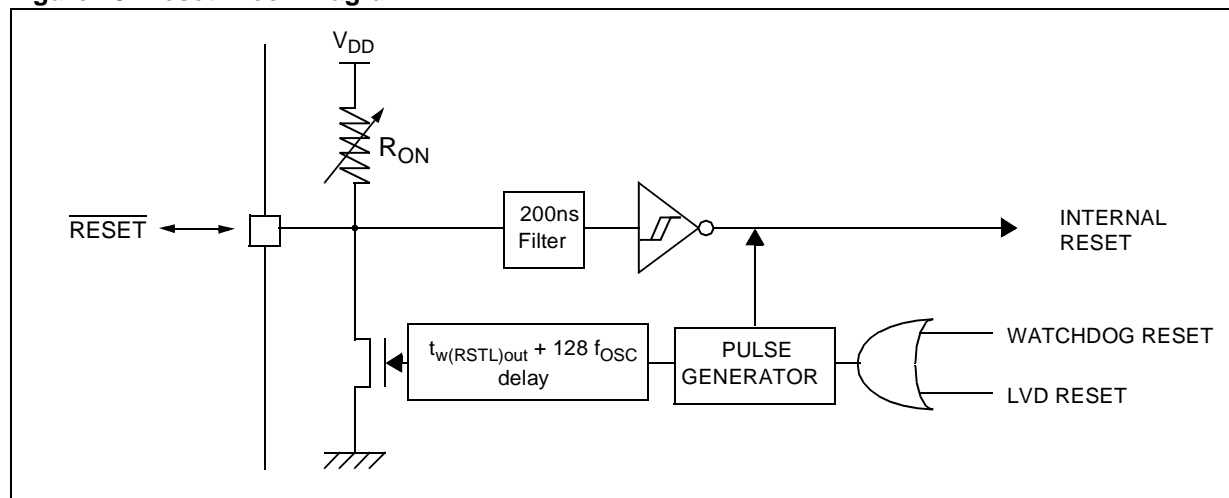 V_DD
R_ON
RESET
200ns
Filter
INTERNAL
RESET
t_w(RSTL)out + 128 f_OSC
delay
PULSE
GENERATOR
WATCHDOG RESET
LVD RESET